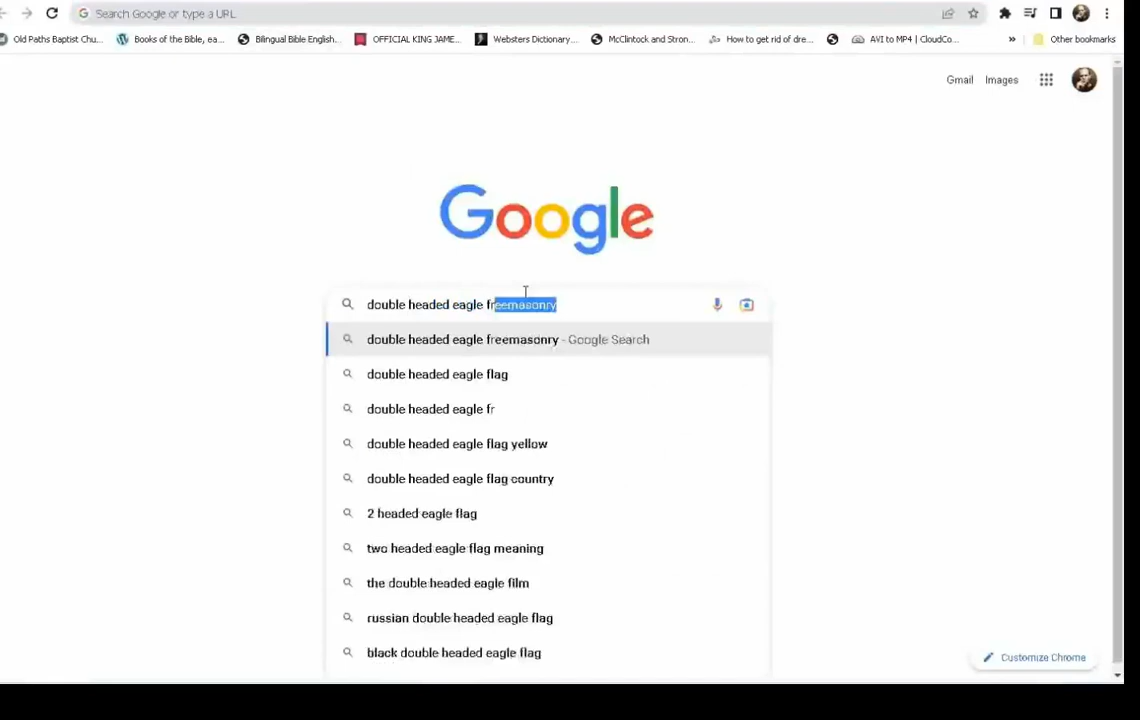 Search Google or type a URL
Old Paths Baptist Chu... Books of the Bible, ea... Bilingual Bible English... OFFICIAL KING JAME... Websters Dictionary... McClintock and Stron... How to get rid of dre... AVI to MP4 | CloudCo... » Other bookmarks
Gmail Images
Google
double headed eagle freemasonry
double headed eagle freemasonry - Google Search
double headed eagle flag
double headed eagle fr
double headed eagle flag yellow
double headed eagle flag country
2 headed eagle flag
two headed eagle flag meaning
the double headed eagle film
russian double headed eagle flag
black double headed eagle flag
Customize Chrome